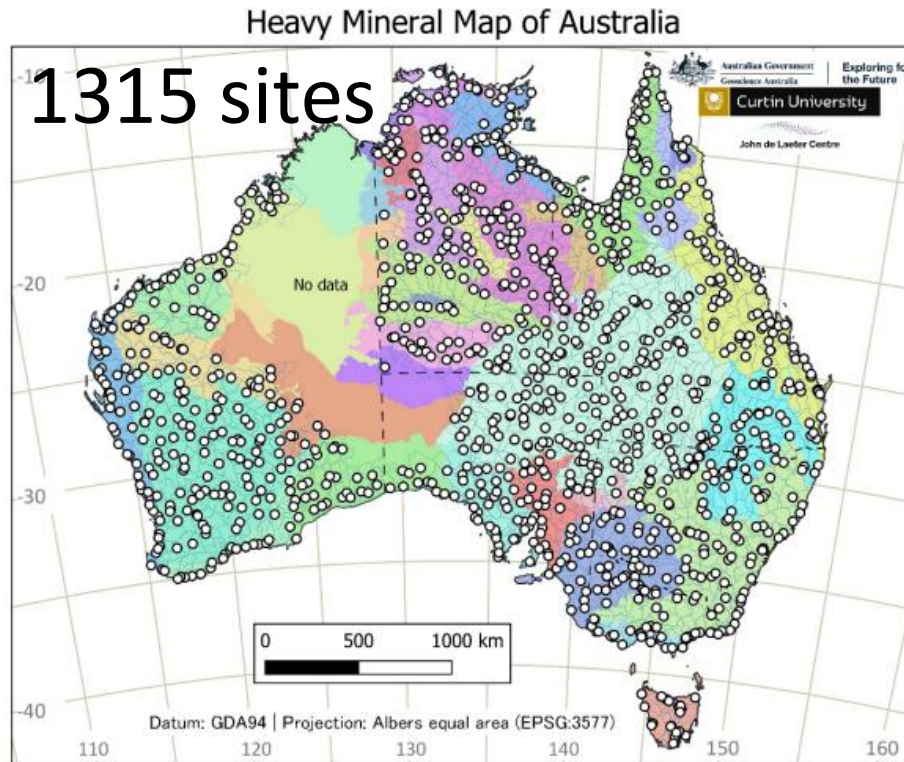 Heavy Mineral Map of Australia
1315 sites
Australian Government
Geoscience Australia
Exploring fo
the Future
Curtin University
John de Laeter Centre
No data
-20
-30
-40
0 500 1000 km
Datum: GDA94 | Projection: Albers equal area (EPSG:3577)
110 120 130 140 150 160